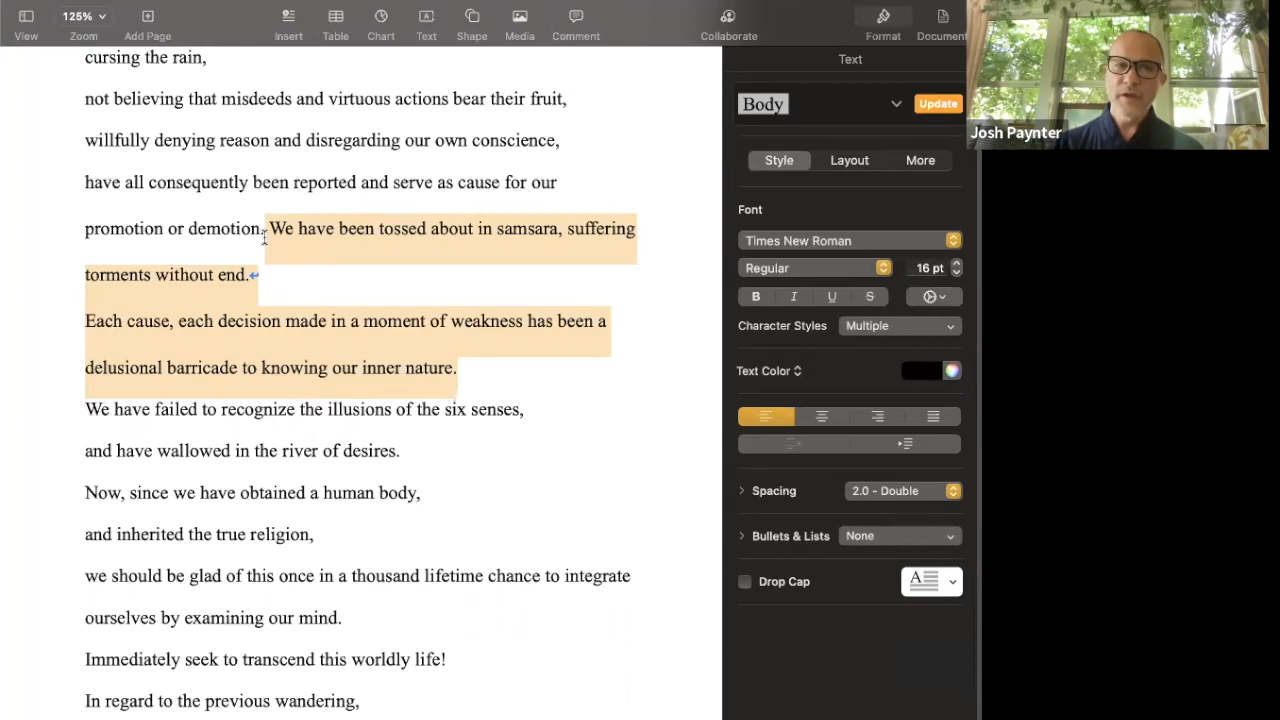 View
125%
Zoom
Add Page
Insert
Table
Chart
Text
Shape
Media
Comment
Collaborate
Format
Document
cursing the rain,
not believing that misdeeds and virtuous actions bear their fruit,
willfully denying reason and disregarding our own conscience,
have all consequently been reported and serve as cause for our
promotion or demotion. We have been tossed about in samsara, suffering
torments without end.
Each cause, each decision made in a moment of weakness has been a
delusional barricade to knowing our inner nature.
We have failed to recognize the illusions of the six senses,
and have wallowed in the river of desires.
Now, since we have obtained a human body,
and inherited the true religion,
we should be glad of this once in a thousand lifetime chance to integrate
ourselves by examining our mind.
Immediately seek to transcend this worldly life!
In regard to the previous wandering,
Text
Body
Update
Style
Layout
More
Font
Times New Roman
Regular
16 pt
B I U S
Character Styles
Multiple
Text Color
Spacing
2.0 - Double
Bullets & Lists
None
Drop Cap
A
Josh Paynter